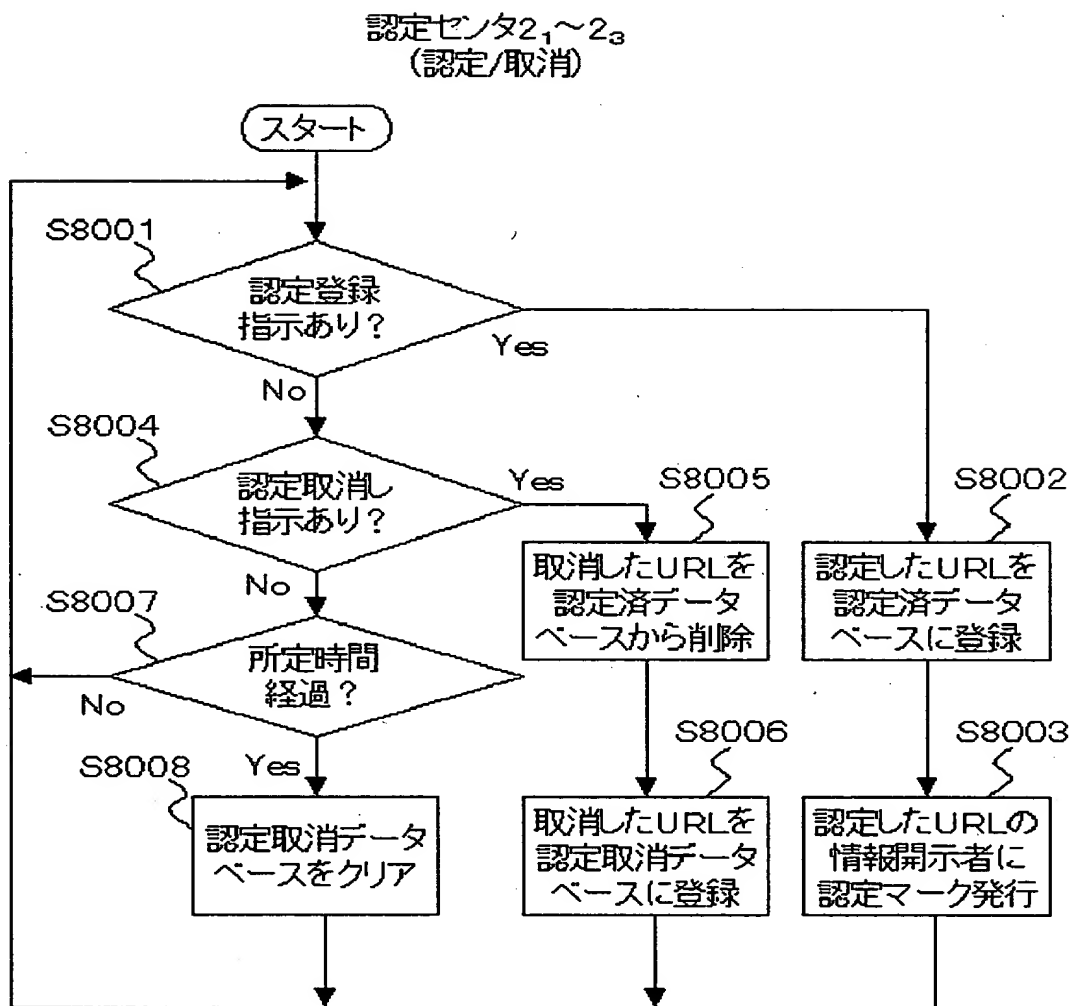 認定センタ2₁～2₃
(認定/取消)
スタート
S8001
認定登録
指示あり？
Yes
No
S8004
認定取消し
指示あり？
Yes
No
S8005
取消したURLを
認定済データ
ベースから削除
S8002
認定したURLを
認定済データ
ベースに登録
S8007
所定時間
経過？
No
Yes
S8008
認定取消データ
ベースをクリア
S8006
取消したURLを
認定取消データ
ベースに登録
S8003
認定したURLの
情報開示者に
認定マーク発行